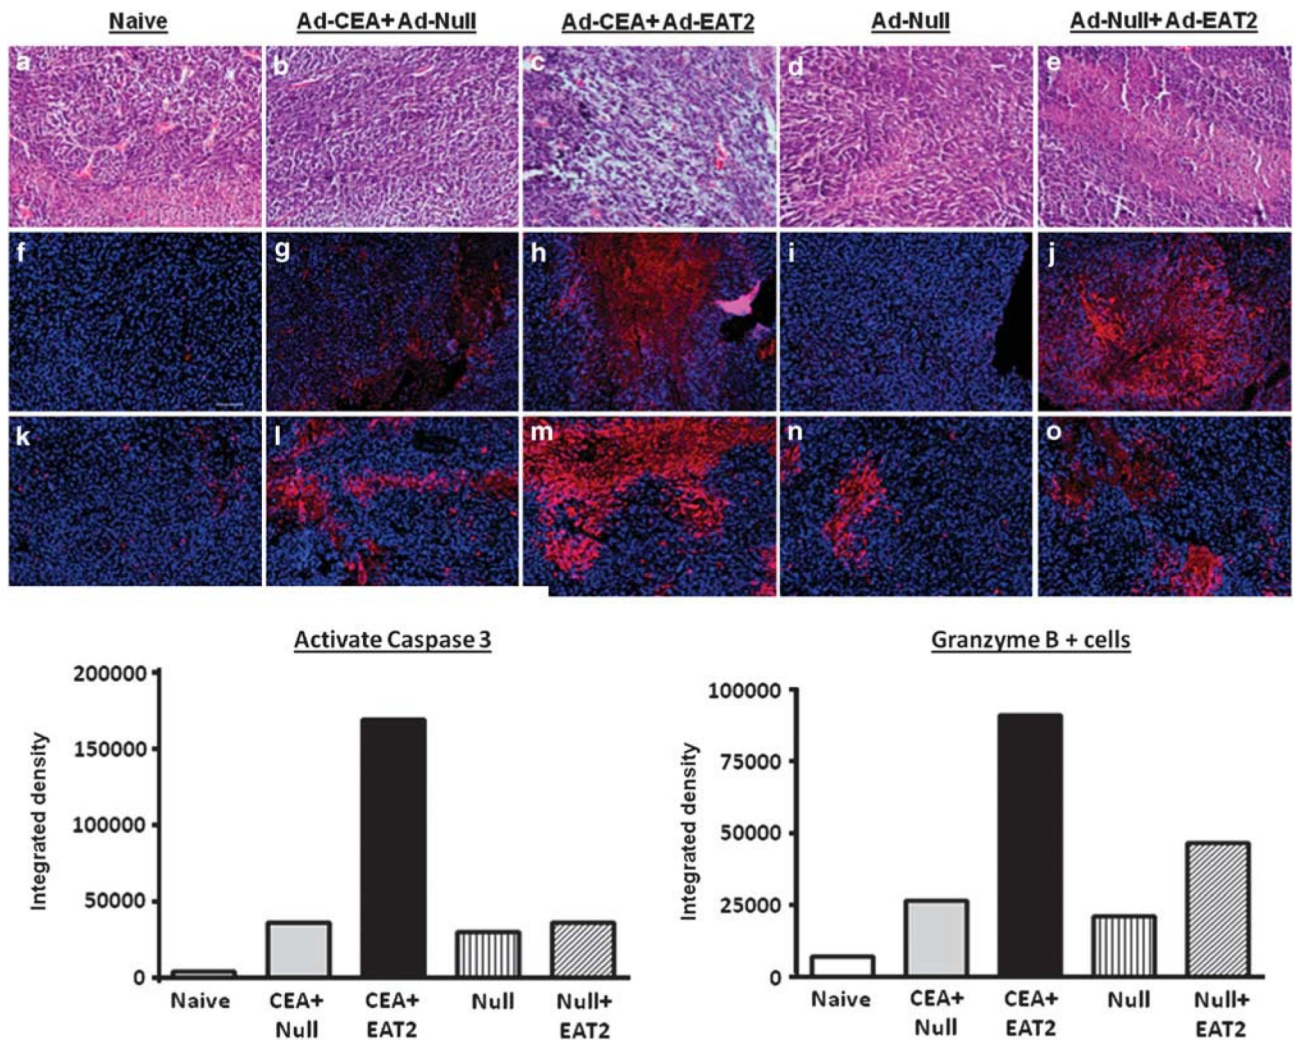 Naive Ad-CEA+Ad-Null Ad-CEA+Ad-EAT2 Ad-Null Ad-Null+Ad-EAT2
a b c d e
f g h i j
k l m n o
Activate Caspase 3
Integrated density
200000
150000
100000
50000
0
Naive CEA+ Null CEA+ EAT2 Null Null+ EAT2
Granzyme B + cells
Integrated density
100000
75000
50000
25000
0
Naive CEA+ Null CEA+ EAT2 Null Null+ EAT2